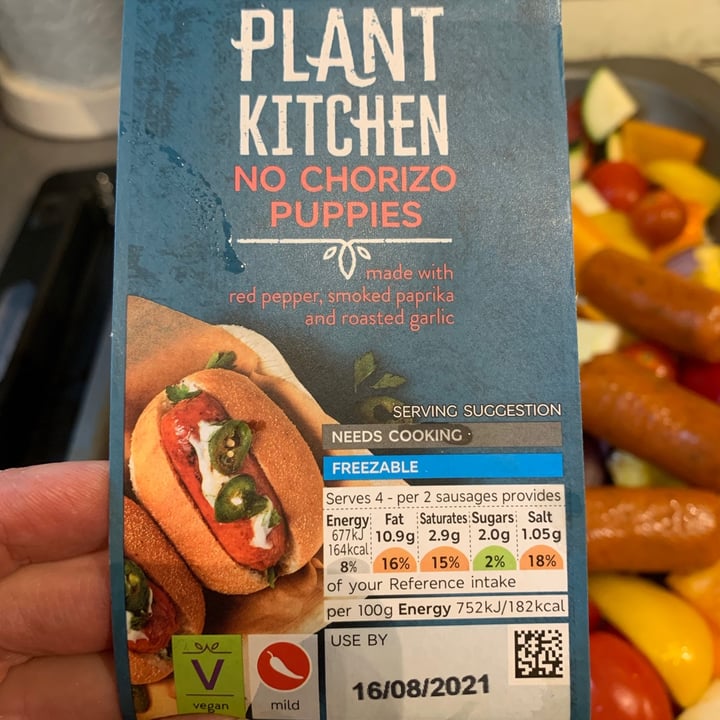 PLANT
KITCHEN
NO CHORIZO
PUPPIES
made with
red pepper, smoked paprika
and roasted garlic
SERVING SUGGESTION
NEEDS COOKING
FREEZABLE
Serves 4 - per 2 sausages provides
Energy Fat Saturates Sugars Salt
677kJ 10.9g 2.9g 2.0g 1.05g
164kcal
8% 16% 15% 2% 18%
of your Reference intake
per 100g Energy 752kJ/182kcal
USE BY
16/08/2021
V
vegan
mild